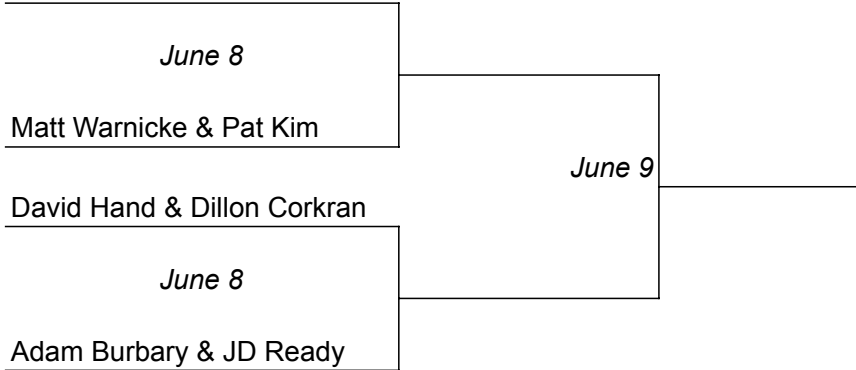 June 8
Matt Warnicke & Pat Kim
June 9
David Hand & Dillon Corkran
June 8
Adam Burbary & JD Ready